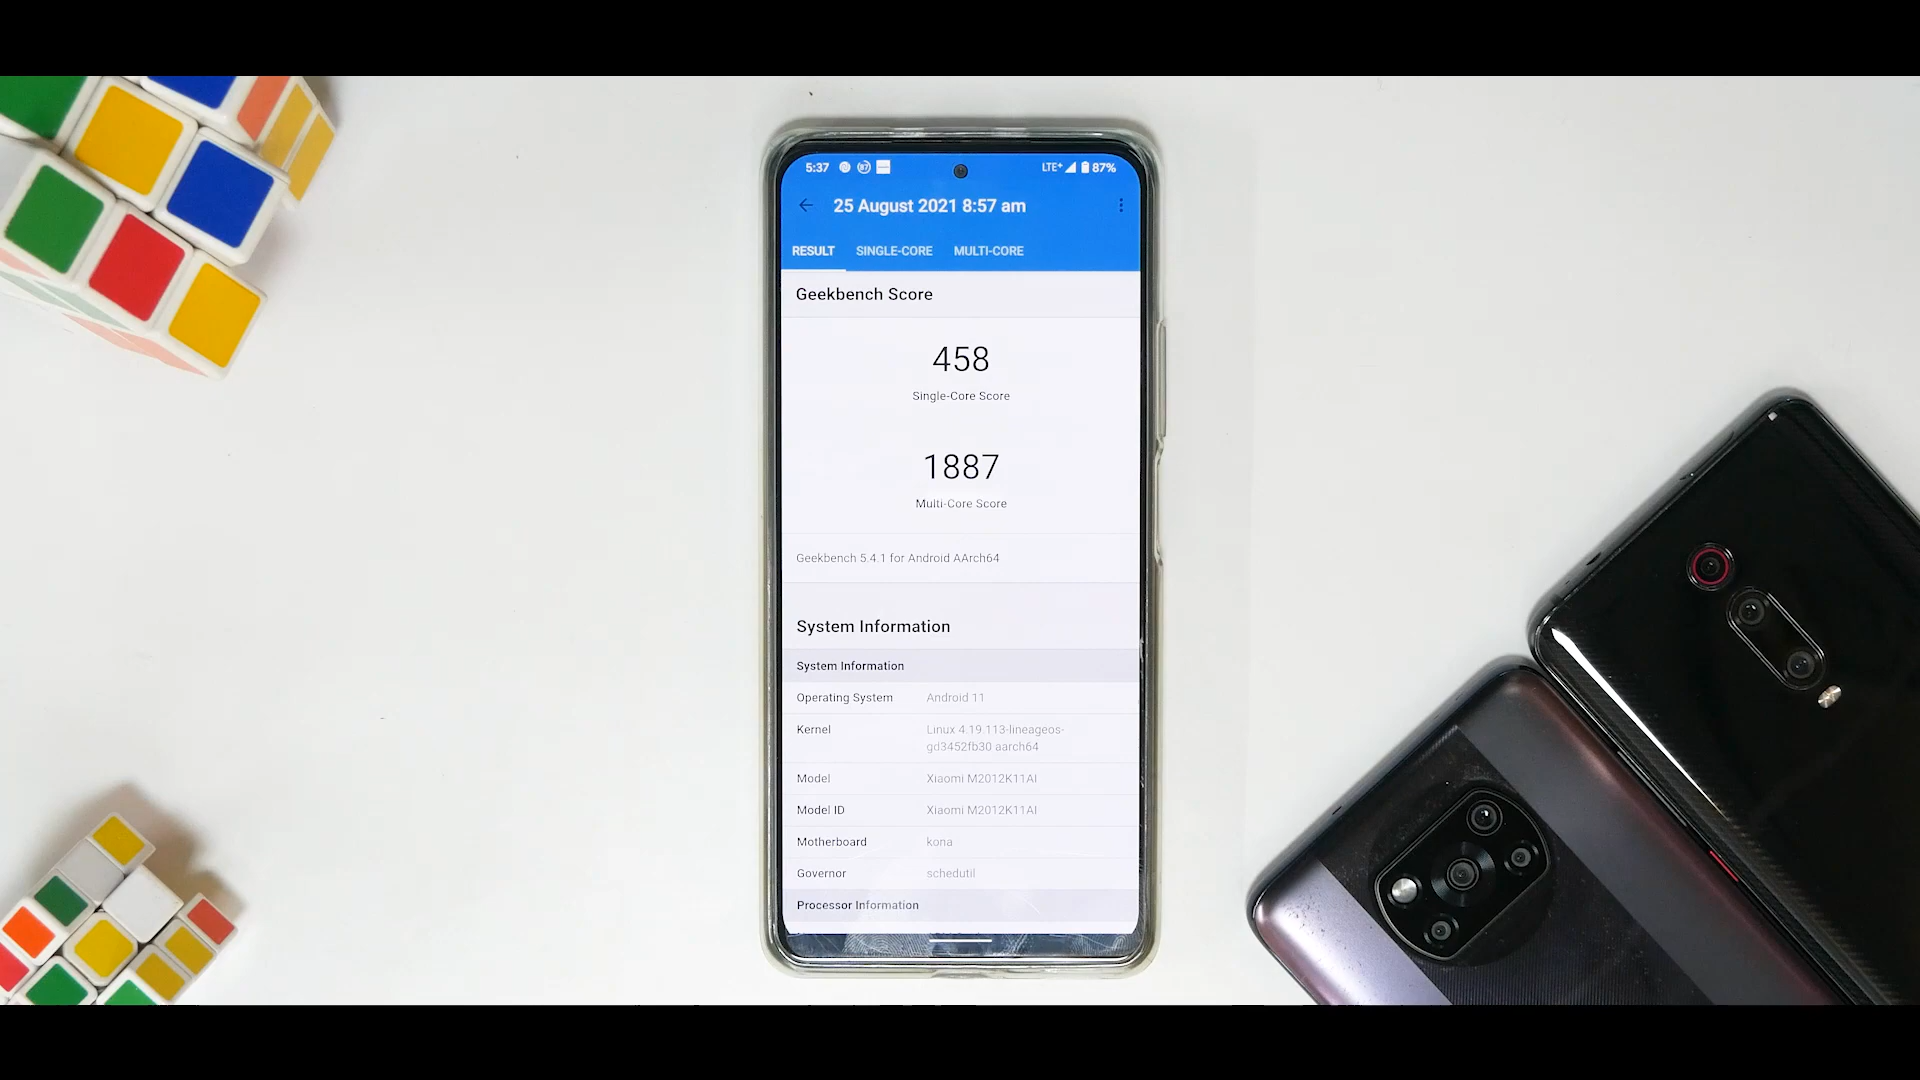 5:37 87 LTE+ 87%
25 August 2021 8:57 am
RESULT SINGLE-CORE MULTI-CORE
Geekbench Score
458
Single-Core Score
1887
Multi-Core Score
Geekbench 5.4.1 for Android AArch64
System Information
System Information
Operating System Android 11
Kernel Linux 4.19.113-lineageos-
gd3452fb30 aarch64
Model Xiaomi M2012K11AI
Model ID Xiaomi M2012K11AI
Motherboard kona
Governor schedutil
Processor Information